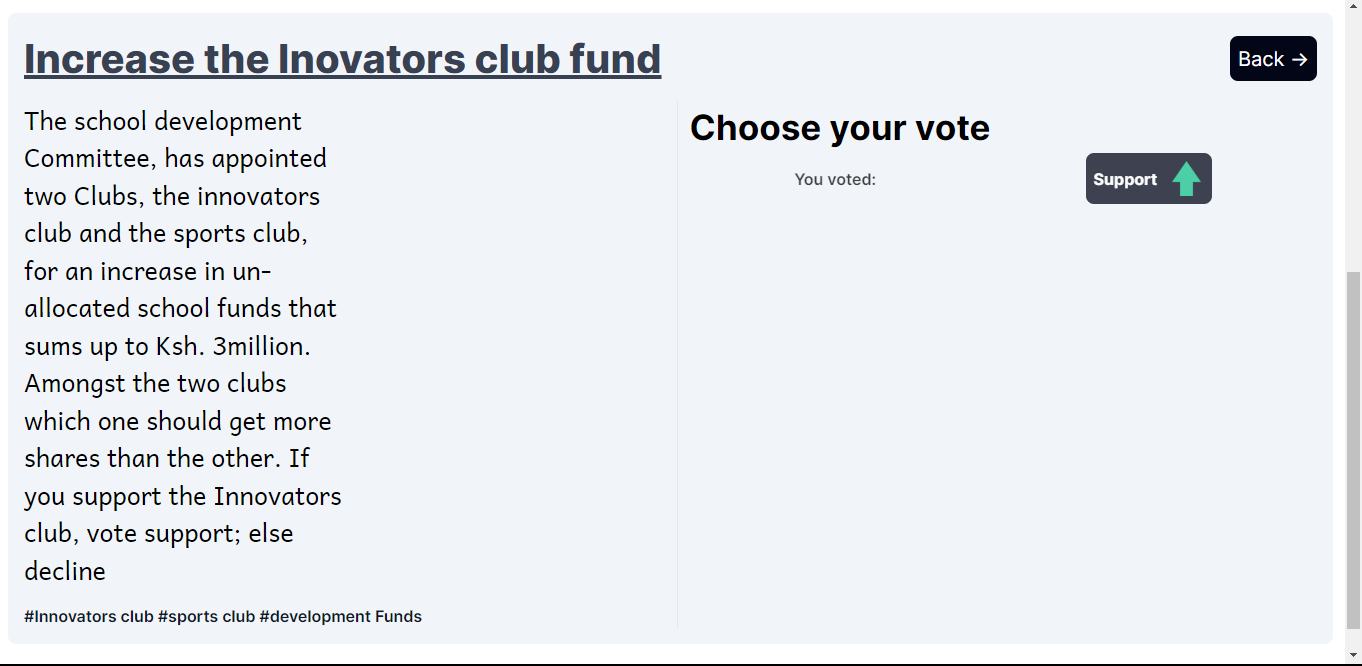 Increase the Inovators club fund
Back →
The school development
Committee, has appointed
two Clubs, the innovators
club and the sports club,
for an increase in un-
allocated school funds that
sums up to Ksh. 3million.
Amongst the two clubs
which one should get more
shares than the other. If
you support the Innovators
club, vote support; else
decline
#Innovators club #sports club #development Funds
Choose your vote
You voted:
Support